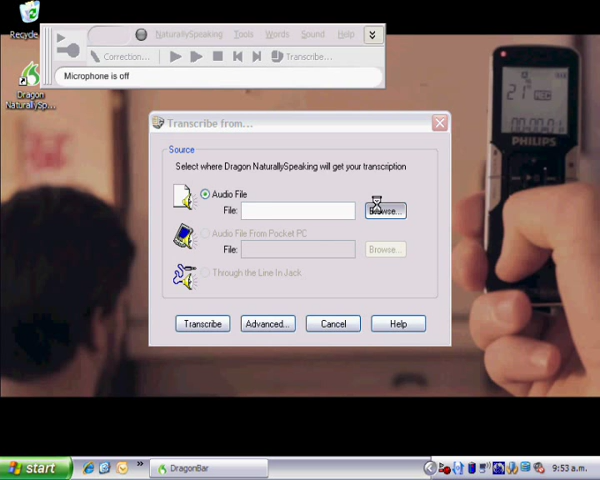 Recycle
NaturallySpeaking Tools Words Sound Help
Correction... Transcribe...
Microphone is off
Dragon
NaturallySp...
Transcribe from...
Source
Select where Dragon NaturallySpeaking will get your transcription
Audio File
File: Browse...
Audio File From Pocket PC
File: Browse...
Through the Line In Jack
Transcribe Advanced... Cancel Help
21
PHILIPS
start DragonBar 9:53 a.m.